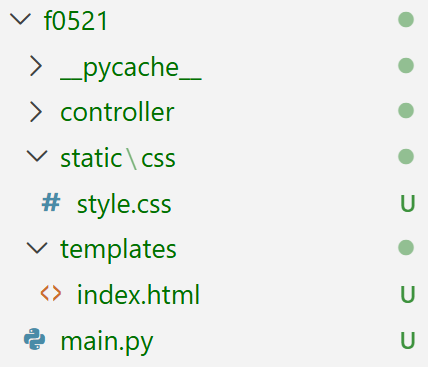 f0521
__pycache__
controller
static\css
# style.css U
templates
<> index.html U
main.py U